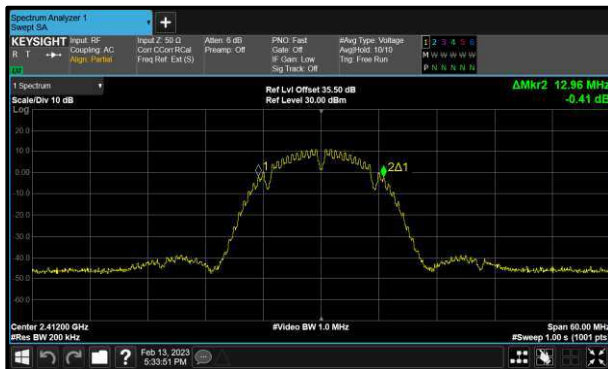 Spectrum Analyzer 1
Swept SA
KEYSIGHT
R T
Input: RF
Coupling: AC
Align: Partial
Input Z: 50 Ω
Corr CCorr RCal
Freq Ref: Ext (S)
Atten: 6 dB
Preamp: Off
PNO: Fast
Gate: Off
IF Gain: Low
Sig Track: Off
#Avg Type: Voltage
Avg|Hold: 10/10
Trig: Free Run
1 2 3 4 5 6
M W W W W W
P N N N N N
1 Spectrum
Scale/Div 10 dB
Ref Lvl Offset 35.50 dB
Ref Level 30.00 dBm
ΔMkr2 12.96 MHz
-0.41 dB
Log
20.0
10.0
0.00
-10.0
-20.0
-30.0
-40.0
-50.0
-60.0
1
2Δ1
Center 2.41200 GHz
#Res BW 200 kHz
#Video BW 1.0 MHz
Span 60.00 MHz
#Sweep 1.00 s (1001 pts)
?
Feb 13, 2023
5:33:51 PM